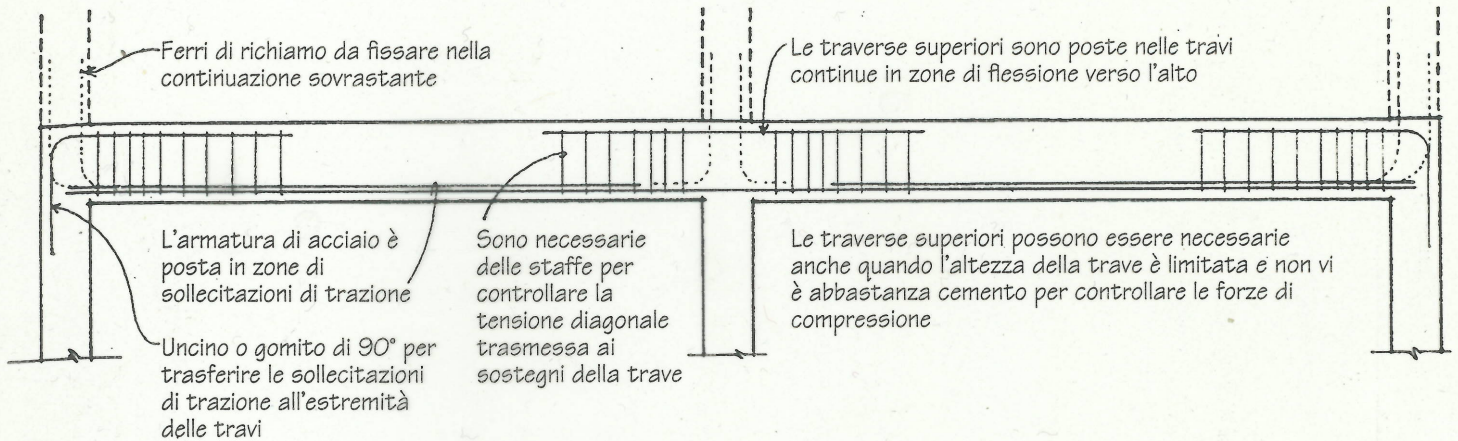 Ferri di richiamo da fissare nella
continuazione sovrastante
Le traverse superiori sono poste nelle travi
continue in zone di flessione verso l'alto
L'armatura di acciaio è
posta in zone di
sollecitazioni di trazione
Uncino o gomito di 90° per
trasferire le sollecitazioni
di trazione all'estremità
delle travi
Sono necessarie
delle staffe per
controllare la
tensione diagonale
trasmessa ai
sostegni della trave
Le traverse superiori possono essere necessarie
anche quando l'altezza della trave è limitata e non vi
è abbastanza cemento per controllare le forze di
compressione